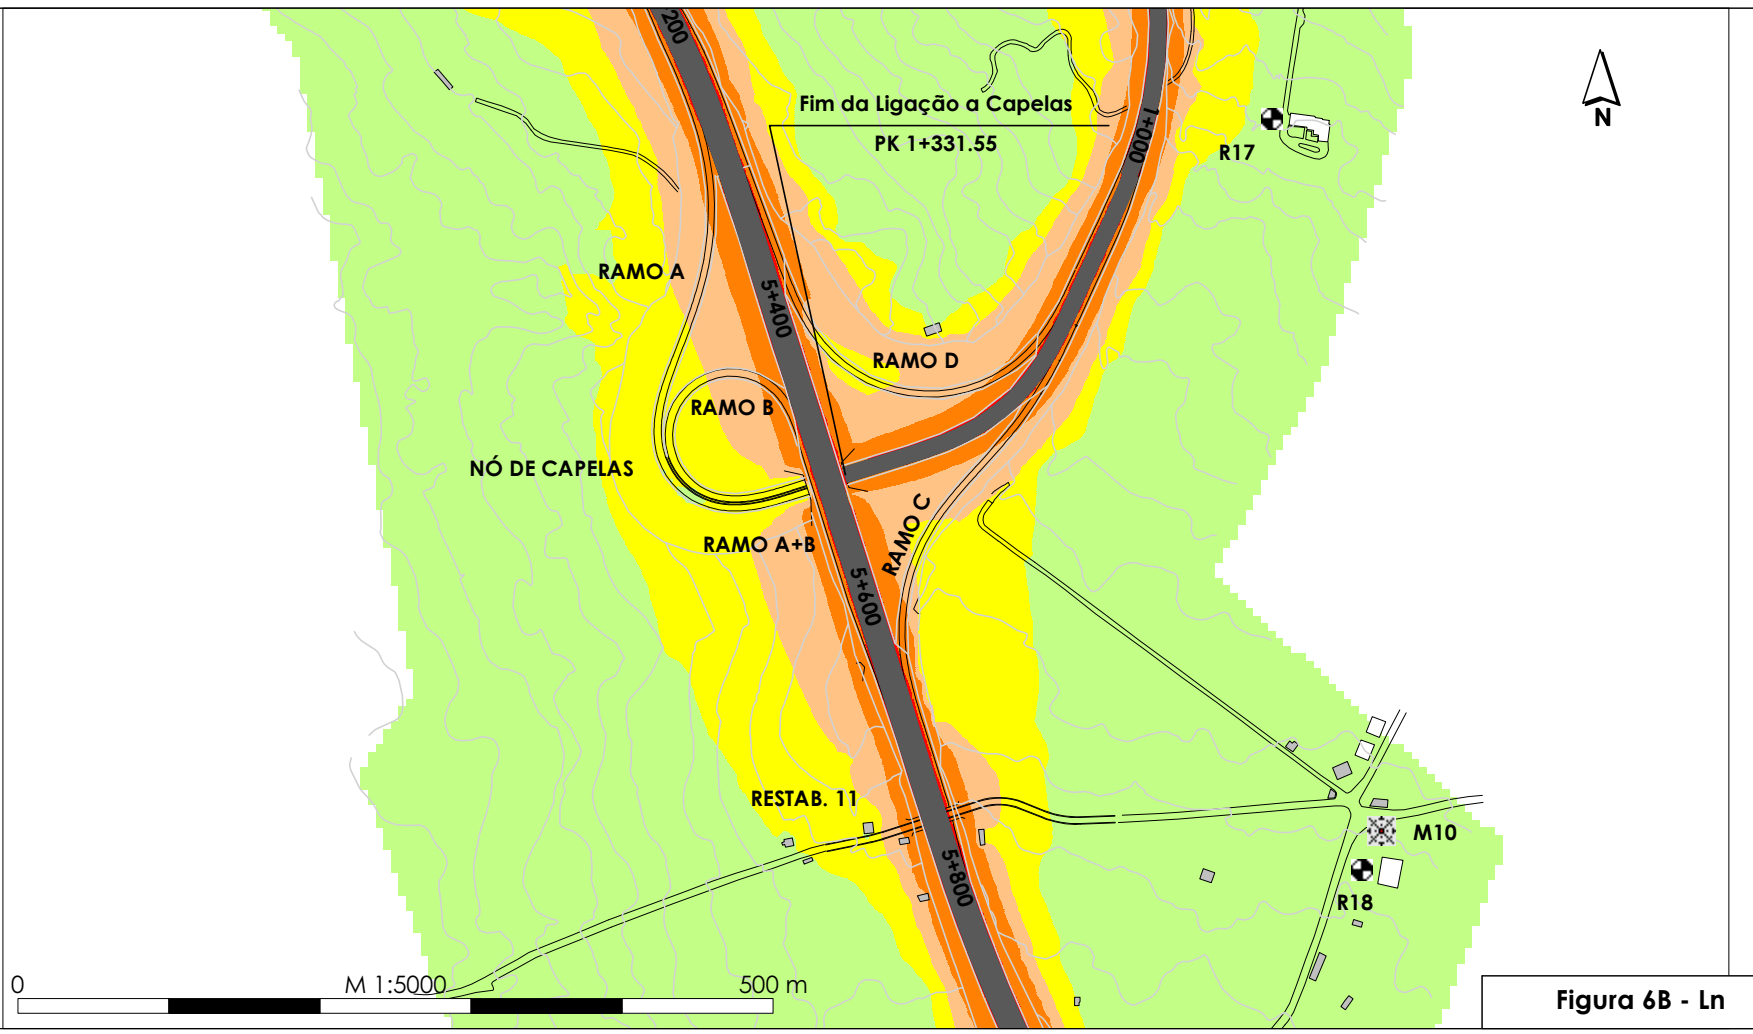 200
Fim da Ligação a Capelas
PK 1+331.55
1+000
N
R17
RAMO A
5+400
RAMO D
RAMO B
NÓ DE CAPELAS
RAMO C
RAMO A+B
5+600
RESTAB. 11
M10
5+800
R18
0
M 1:5000
500 m
Figura 6B - Ln